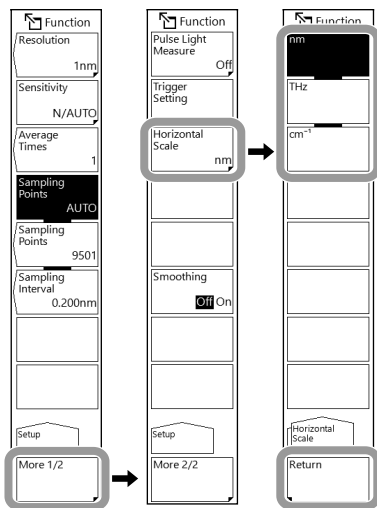 Function
Resolution
1nm
Sensitivity
N/AUTO
Average
Times
1
Sampling
Points
AUTO
Sampling
Points
9501
Sampling
Interval
0.200nm
Setup
More 1/2
Function
Pulse Light
Measure
Off
Trigger
Setting
Horizontal
Scale
nm
Smoothing
Off On
Setup
More 2/2
Function
nm
THz
cm⁻¹
Horizontal
Scale
Return